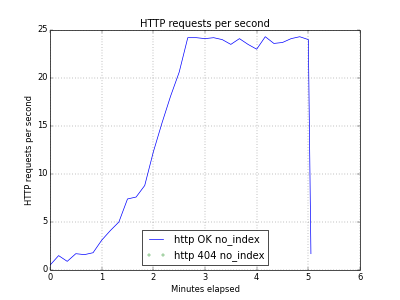 HTTP requests per second
25
20
15
10
5
0
HTTP requests per second
http OK no_index
http 404 no_index
0 1 2 3 4 5 6
Minutes elapsed